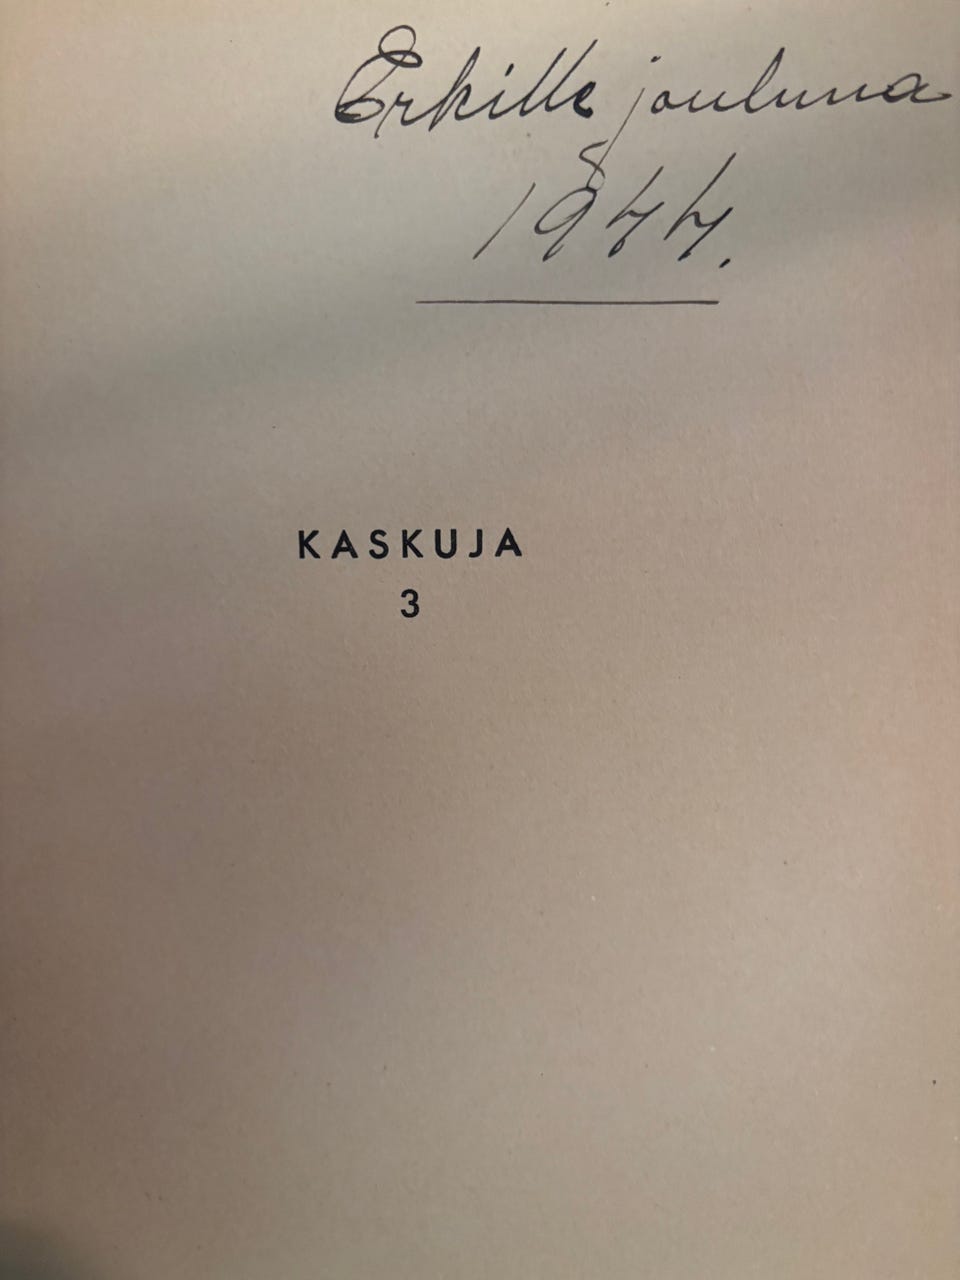 Erkille jouluna
1944.
KASKUJA
3